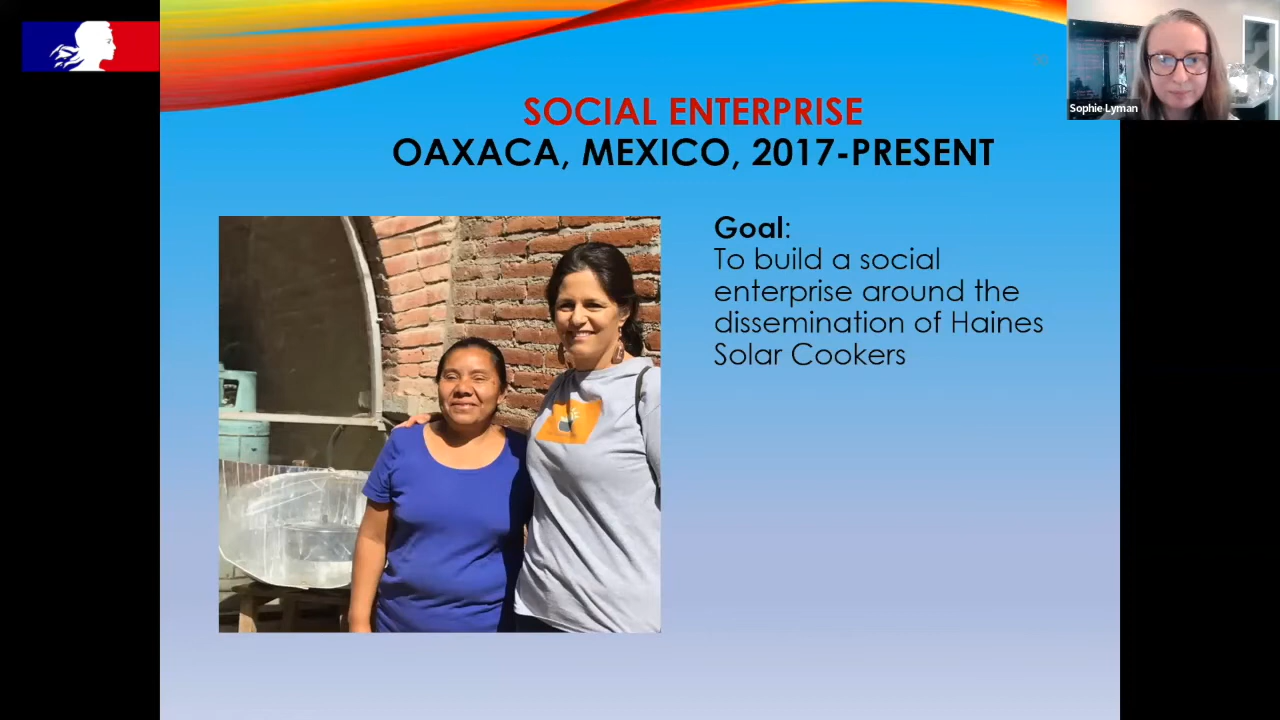 SOCIAL ENTERPRISE
OAXACA, MEXICO, 2017-PRESENT
Goal:
To build a social
enterprise around the
dissemination of Haines
Solar Cookers
Sophie Lyman